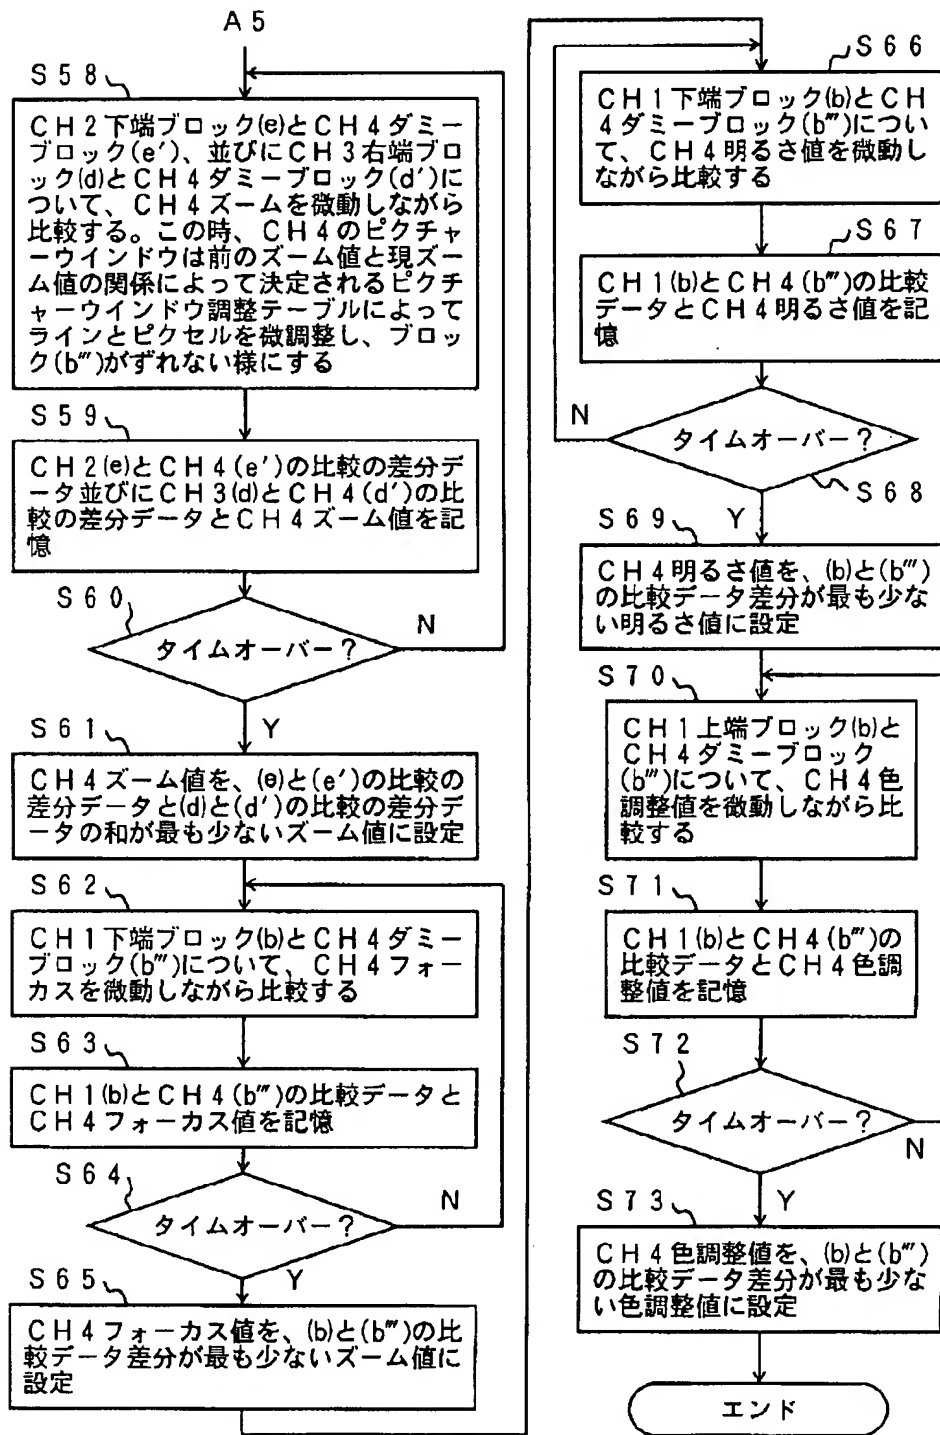 A5
S58
CH2下端ブロック(e)とCH4ダミー
ブロック(e')、並びにCH3右端ブロ
ック(d)とCH4ダミーブロック(d')に
ついて、CH4ズームを微動しながら
比較する。この時、CH4のピクチャ
ーウインドウは前のズーム値と現ズ
ーム値の関係によって決定されるピク
チャーウインドウ調整テーブルによって
ラインとピクセルを微調整し、ブロッ
ク(b''')がずれない様にする
S59
CH2(e)とCH4(e')の比較の差分デ
ータ並びにCH3(d)とCH4(d')の比
較の差分データとCH4ズーム値を記
憶
S60
タイムオーバー?
N
Y
S61
CH4ズーム値を、(e)と(e')の比較の
差分データと(d)と(d')の比較の差分デ
ータの和が最も少ないズーム値に設定
S62
CH1下端ブロック(b)とCH4ダミー
ブロック(b''')について、CH4フォー
カスを微動しながら比較する
S63
CH1(b)とCH4(b''')の比較データと
CH4フォーカス値を記憶
S64
タイムオーバー?
N
Y
S65
CH4フォーカス値を、(b)と(b''')の比
較データ差分が最も少ないズーム値に
設定
S66
CH1下端ブロック(b)とCH
4ダミーブロック(b''')につい
て、CH4明るさ値を微動し
ながら比較する
S67
CH1(b)とCH4(b''')の比較
データとCH4明るさ値を記
憶
N
タイムオーバー?
S68
Y
S69
CH4明るさ値を、(b)と(b''')
の比較データ差分が最も少な
い明るさ値に設定
S70
CH1上端ブロック(b)と
CH4ダミーブロック
(b''')について、CH4色
調整値を微動しながら比
較する
S71
CH1(b)とCH4(b''')の
比較データとCH4色調
整値を記憶
S72
タイムオーバー?
N
Y
S73
CH4色調整値を、(b)と(b''')
の比較データ差分が最も少な
い色調整値に設定
エンド